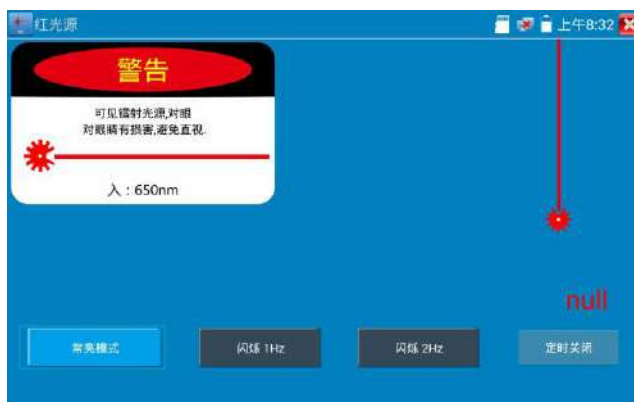 红光源
上午8:32
警告
可见镭射光源,对眼
对眼睛有损害,避免直视.
入：650nm
null
常亮模式
闪烁 1Hz
闪烁 2Hz
定时关闭